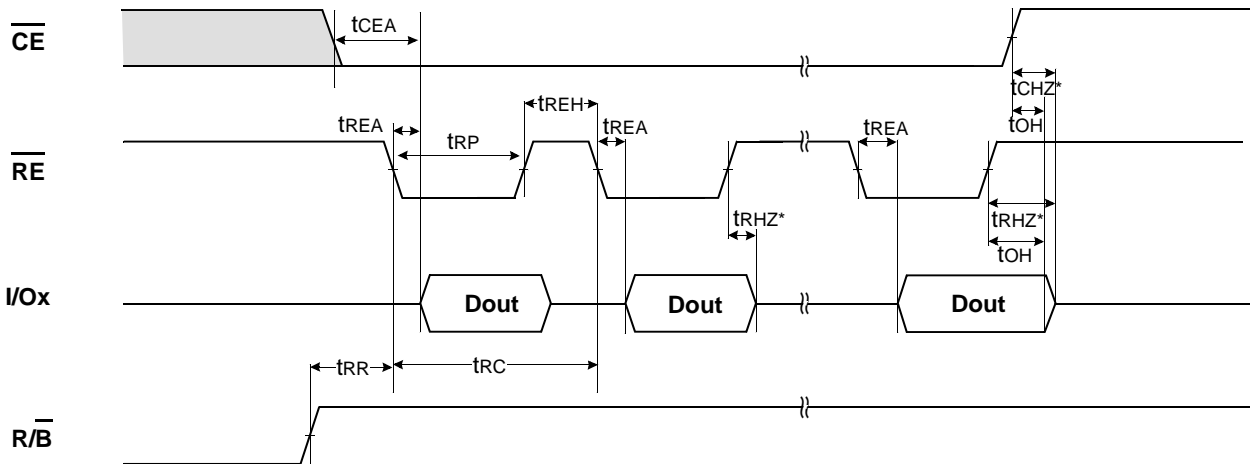 CE
tCEA
tCHZ*
tREH
tOH
tREA
tREA
tREA
tRP
RE
tRHZ*
tRHZ*
tOH
I/Ox
Dout
Dout
Dout
tRR
tRC
R/B